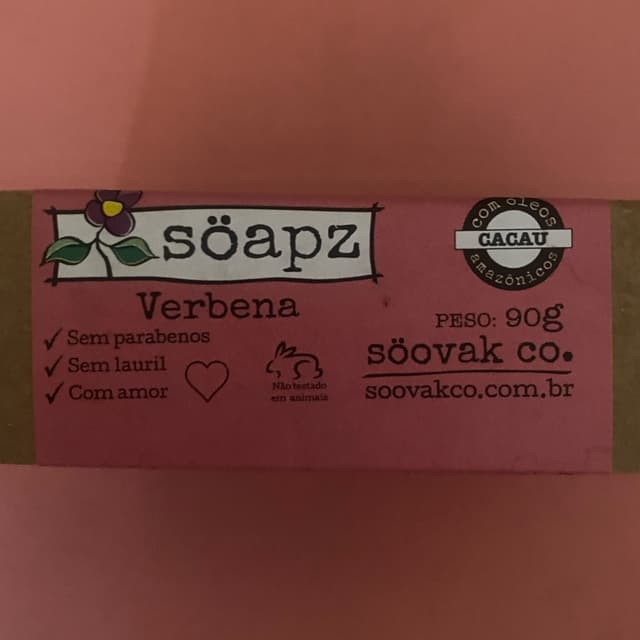 söapz
Verbena
✓ Sem parabenos
✓ Sem lauril
✓ Com amor
Não testado
em animais
com óleos
CACAU
amazônicos
PESO: 90g
söovak co.
soovakco.com.br